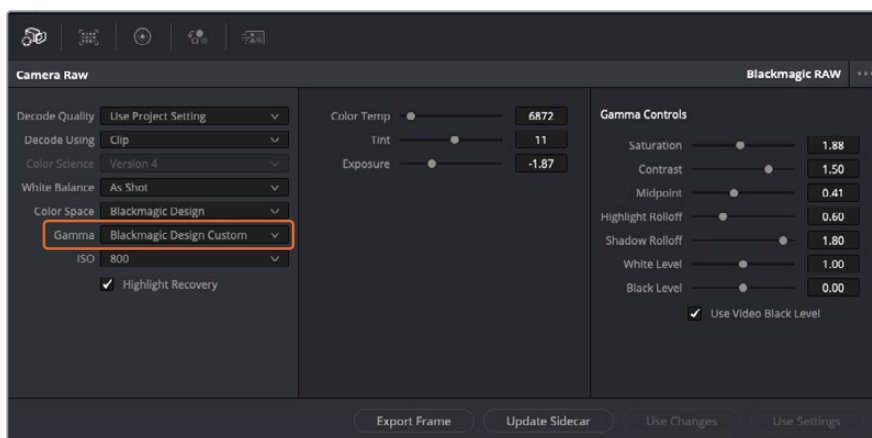 Camera Raw
Blackmagic RAW
Decode Quality Use Project Setting
Decode Using Clip
Color Science Version 4
White Balance As Shot
Color Space Blackmagic Design
Gamma Blackmagic Design Custom
ISO 800
Highlight Recovery
Color Temp 6872
Tint 11
Exposure -1.87
Gamma Controls
Saturation 1.88
Contrast 1.50
Midpoint 0.41
Highlight Rolloff 0.60
Shadow Rolloff 1.80
White Level 1.00
Black Level 0.00
Use Video Black Level
Export Frame
Update Sidecar
Use Changes
Use Settings